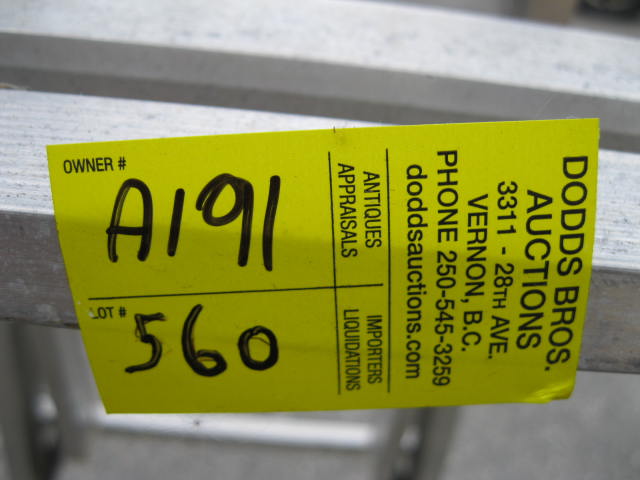 OWNER #
A191
LOT #
560
ANTIQUES
APPRAISALS
IMPORTERS
LIQUIDATIONS
DODDS BROS.
AUCTIONS
3311 - 28TH AVE.
VERNON, B.C.
PHONE 250-545-3259
doddsauctions.com